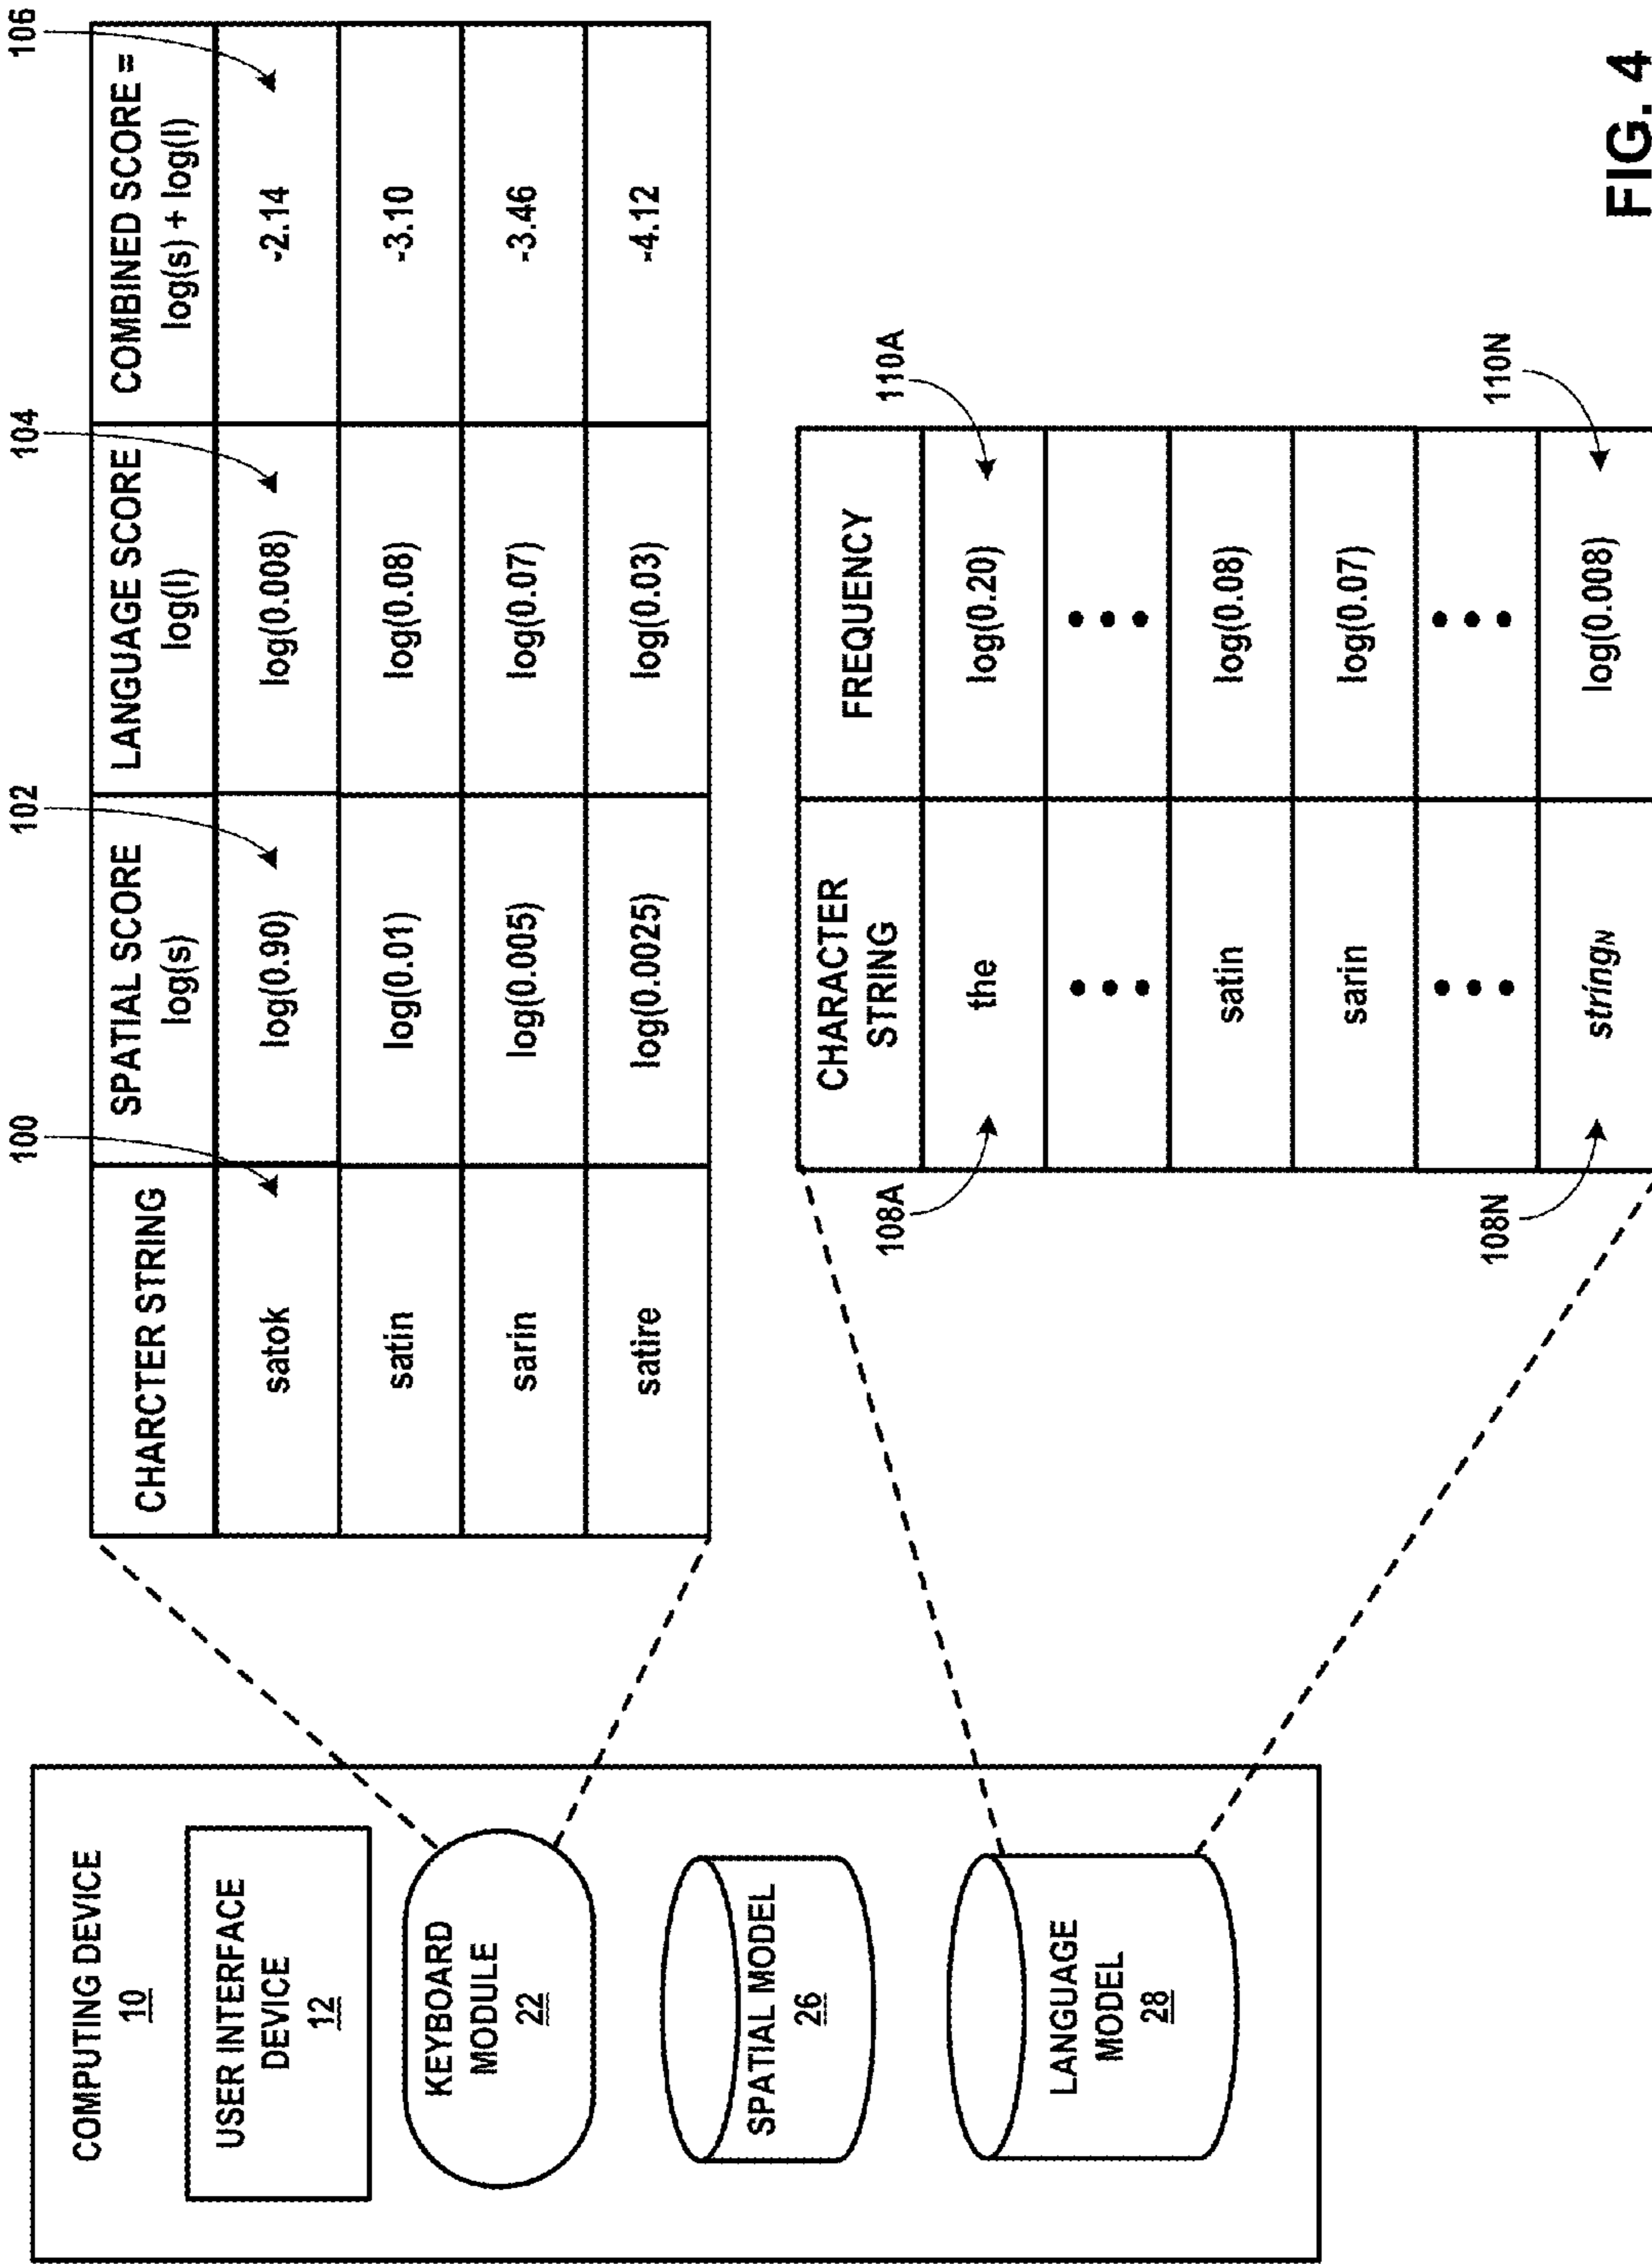 COMPUTING DEVICE
10
USER INTERFACE
DEVICE
12
KEYBOARD
MODULE
22
SPATIAL MODEL
26
LANGUAGE
MODEL
28
100
102
104
106
CHARCTER STRING
SPATIAL SCORE
log(s)
LANGUAGE SCORE
log(l)
COMBINED SCORE =
log(s) + log(l)
satok log(0.90) log(0.008) -2.14
satin log(0.01) log(0.08) -3.10
sarin log(0.005) log(0.07) -3.46
satire log(0.0025) log(0.03) -4.12
CHARACTER
STRING
FREQUENCY
108A
the log(0.20)
110A
satin log(0.08)
sarin log(0.07)
108N
stringN log(0.008)
110N
FIG. 4